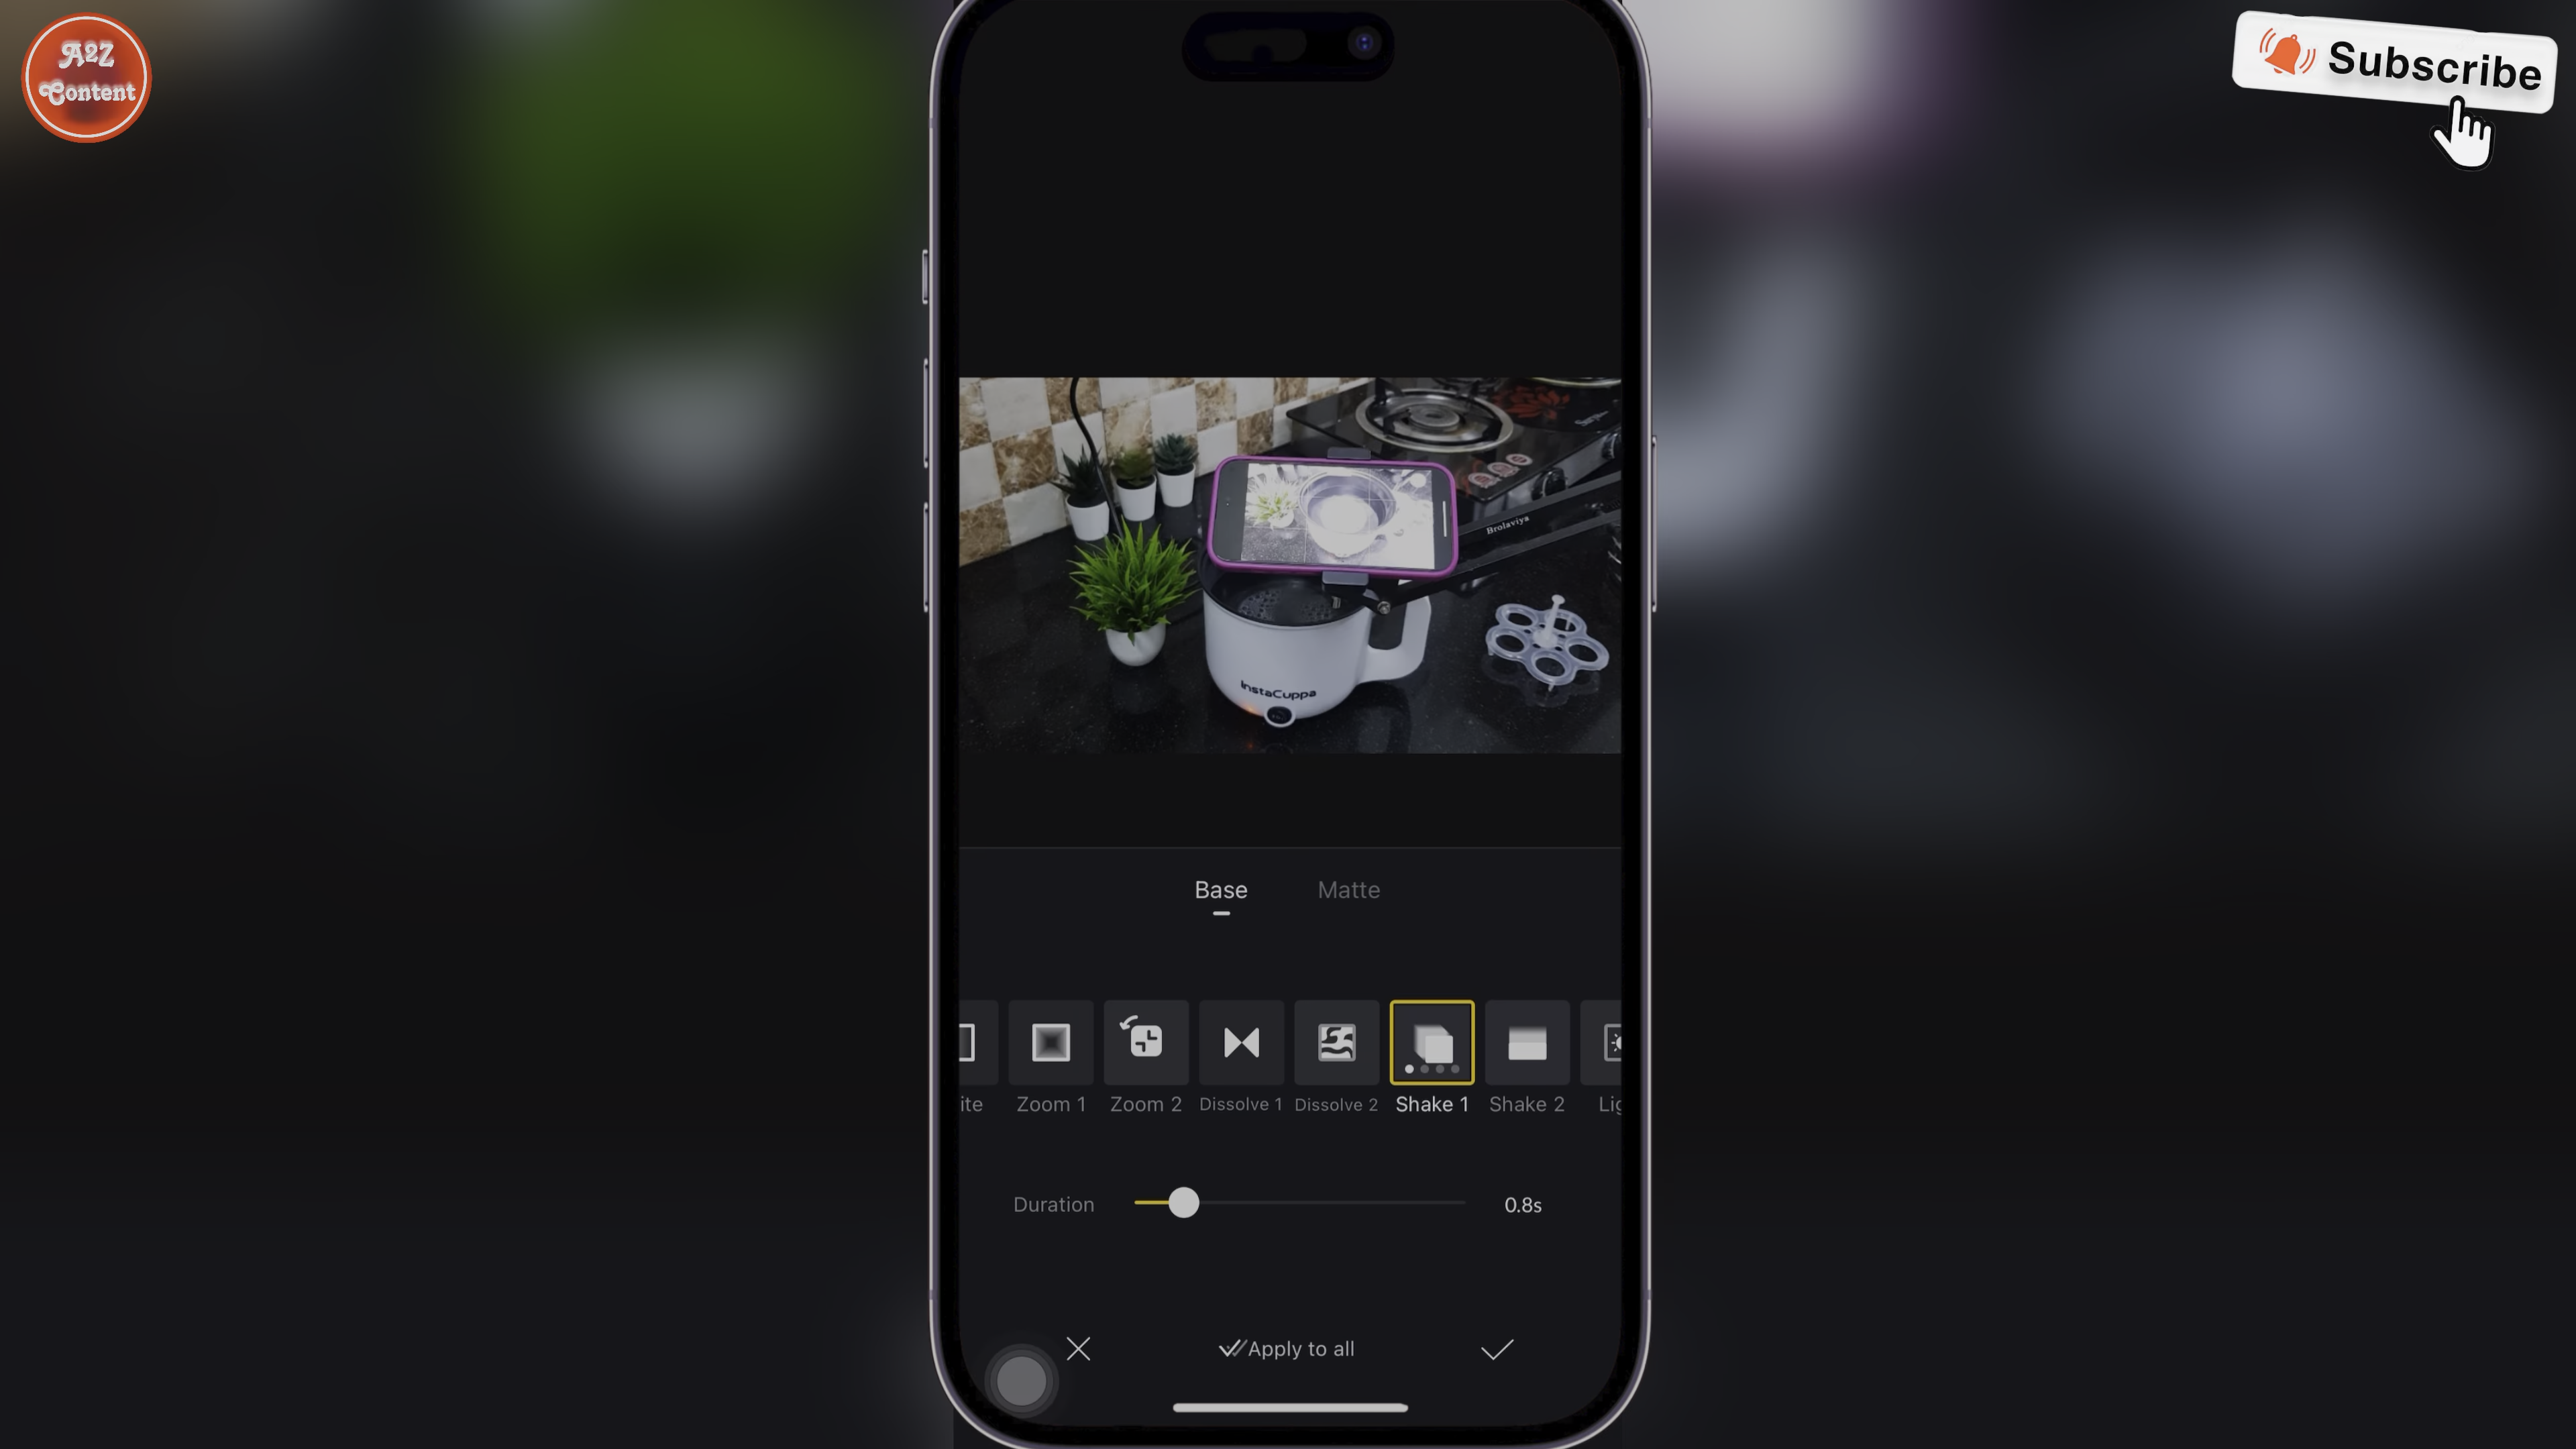 A2Z
Content
Subscribe
Brolaviya
InstaCuppa
Base
Matte
ite
Zoom 1
Zoom 2
Dissolve 1
Dissolve 2
Shake 1
Shake 2
Lig
Duration
0.8s
Apply to all